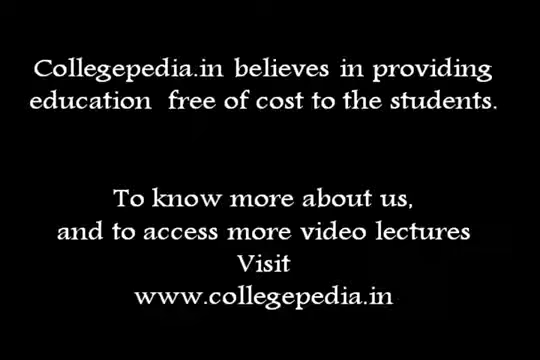 Collegepedia.in believes in providing
education  free of cost to the students.
To know more about us,
and to access more video lectures
Visit
www.collegepedia.in